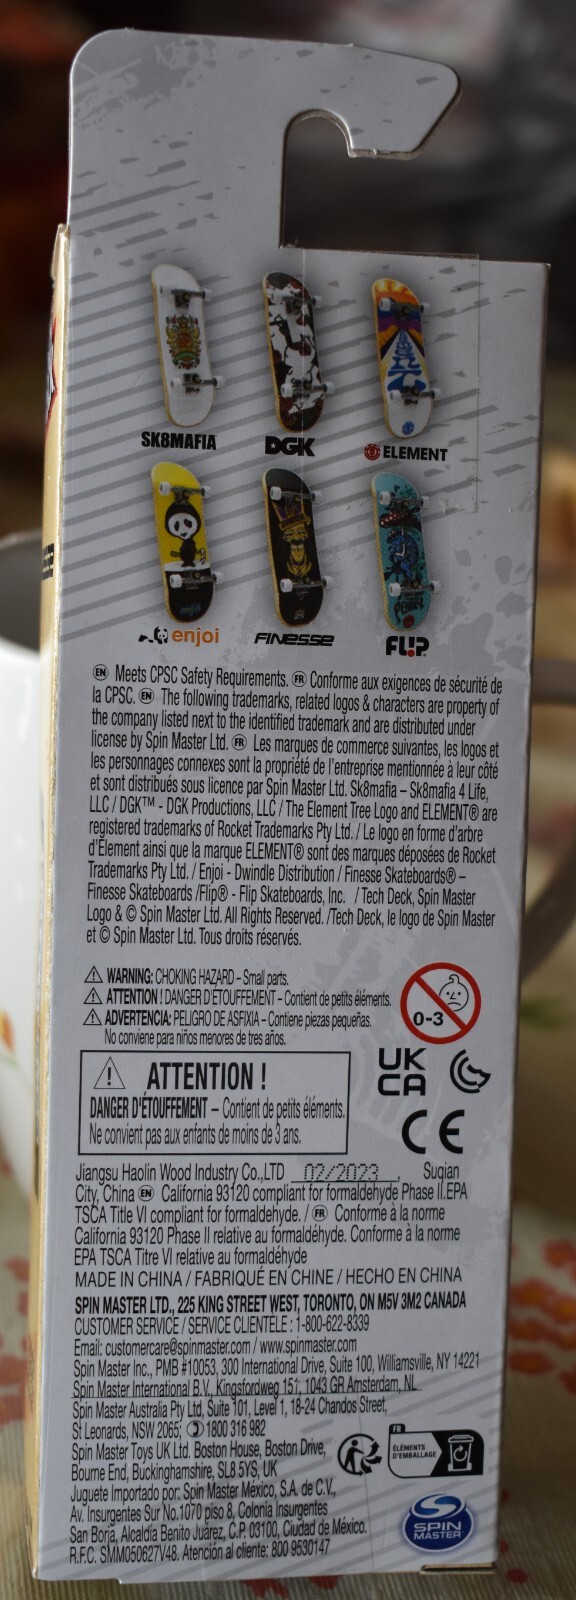 SK8MAFIA DGK ELEMENT
enjoi FINESSE FL!P
EN Meets CPSC Safety Requirements. FR Conforme aux exigences de sécurité de
la CPSC. EN The following trademarks, related logos & characters are property of
the company listed next to the identified trademark and are distributed under
license by Spin Master Ltd. FR Les marques de commerce suivantes, les logos et
les personnages connexes sont la propriété de l'entreprise mentionnée à leur côté
et sont distribués sous licence par Spin Master Ltd. Sk8mafia – Sk8mafia 4 Life,
LLC / DGK™ - DGK Productions, LLC / The Element Tree Logo and ELEMENT® are
registered trademarks of Rocket Trademarks Pty Ltd. / Le logo en forme d'arbre
d'Élement ainsi que la marque ELEMENT® sont des marques déposées de Rocket
Trademarks Pty Ltd. / Enjoi - Dwindle Distribution / Finesse Skateboards® –
Finesse Skateboards /Flip® - Flip Skateboards, Inc. / Tech Deck, Spin Master
Logo & © Spin Master Ltd. All Rights Reserved. /Tech Deck, le logo de Spin Master
et © Spin Master Ltd. Tous droits réservés.
WARNING: CHOKING HAZARD – Small parts.
ATTENTION ! DANGER D'ÉTOUFFEMENT – Contient de petits éléments.
ADVERTENCIA: PELIGRO DE ASFIXIA – Contiene piezas pequeñas.
No conviene para niños menores de tres años.
0-3
ATTENTION !
DANGER D'ÉTOUFFEMENT – Contient de petits éléments.
Ne convient pas aux enfants de moins de 3 ans.
UK
CA
CE
Jiangsu Haolin Wood Industry Co.,LTD 02/2023, Suqian
City, China EN California 93120 compliant for formaldehyde Phase II.EPA
TSCA Title VI compliant for formaldehyde. / FR Conforme à la norme
California 93120 Phase II relative au formaldéhyde. Conforme à la norme
EPA TSCA Titre VI relative au formaldéhyde
MADE IN CHINA / FABRIQUÉ EN CHINE / HECHO EN CHINA
SPIN MASTER LTD., 225 KING STREET WEST, TORONTO, ON M5V 3M2 CANADA
CUSTOMER SERVICE / SERVICE CLIENTÈLE : 1-800-622-8339
Email: customercare@spinmaster.com / www.spinmaster.com
Spin Master Inc., PMB #10053, 300 International Drive, Suite 100, Williamsville, NY 14221
Spin Master International B.V., Kingsfordweg 151, 1043 GR Amsterdam, NL
Spin Master Australia Pty Ltd, Suite 101, Level 1, 18-24 Chandos Street,
St Leonards, NSW 2065; 1800 316 982
Spin Master Toys UK Ltd. Boston House, Boston Drive,
Bourne End, Buckinghamshire, SL8 5YS, UK
Juguete Importado por: Spin Master México, S.A. de C.V.,
Av. Insurgentes Sur No.1070 piso 8, Colonia Insurgentes
San Borja, Alcaldía Benito Juárez, C.P. 03100, Ciudad de México.
R.F.C. SMM050627V48. Atención al cliente: 800 9530147
FR
ÉLÉMENTS
D'EMBALLAGE
SPIN
MASTER